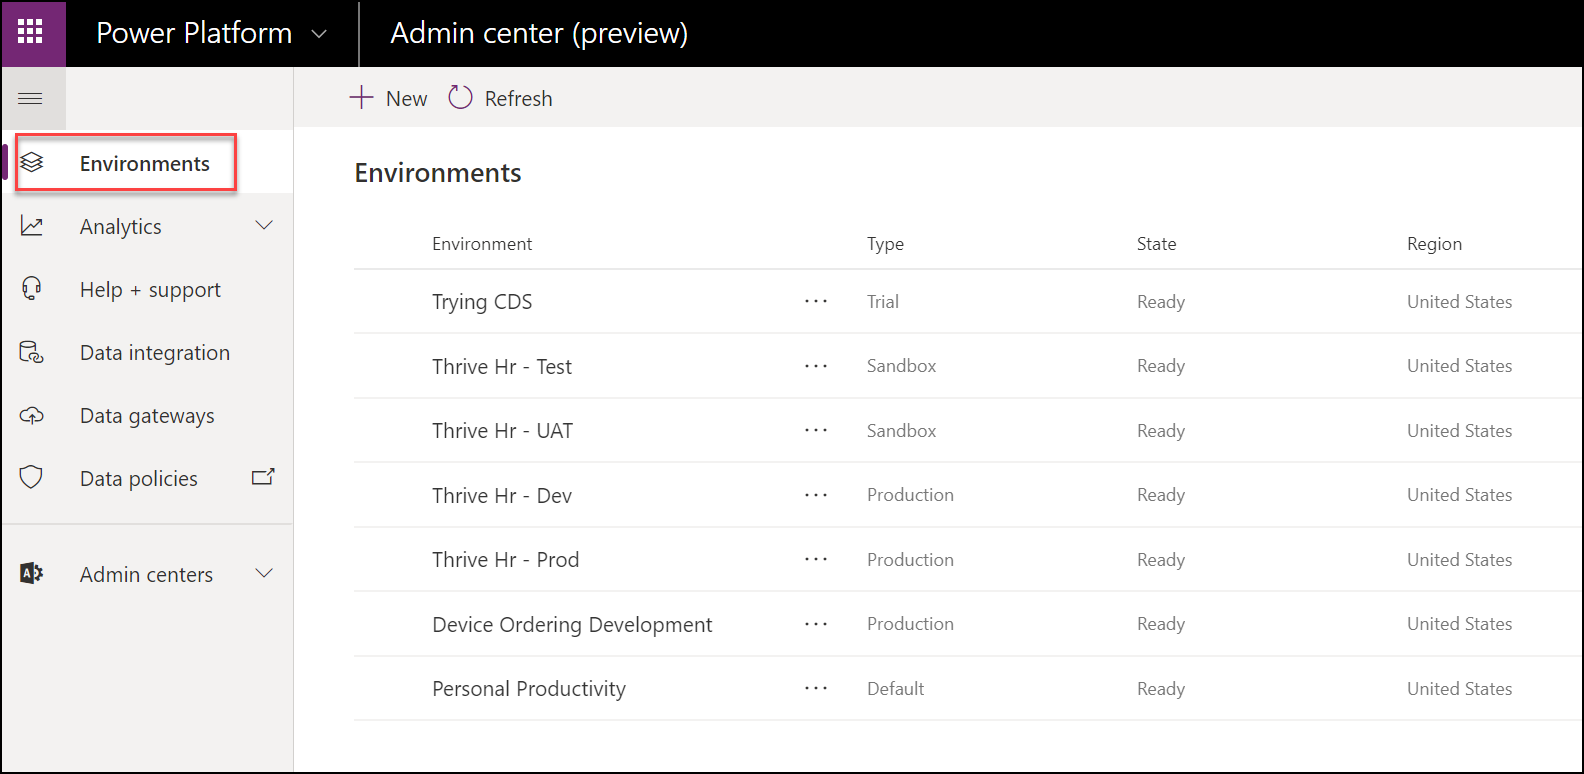 Power Platform
Admin center (preview)
New
Refresh
Environments
Analytics
Help + support
Data integration
Data gateways
Data policies
Admin centers
Environments
Environment Type State Region
Trying CDS ··· Trial Ready United States
Thrive Hr - Test ··· Sandbox Ready United States
Thrive Hr - UAT ··· Sandbox Ready United States
Thrive Hr - Dev ··· Production Ready United States
Thrive Hr - Prod ··· Production Ready United States
Device Ordering Development ··· Production Ready United States
Personal Productivity ··· Default Ready United States